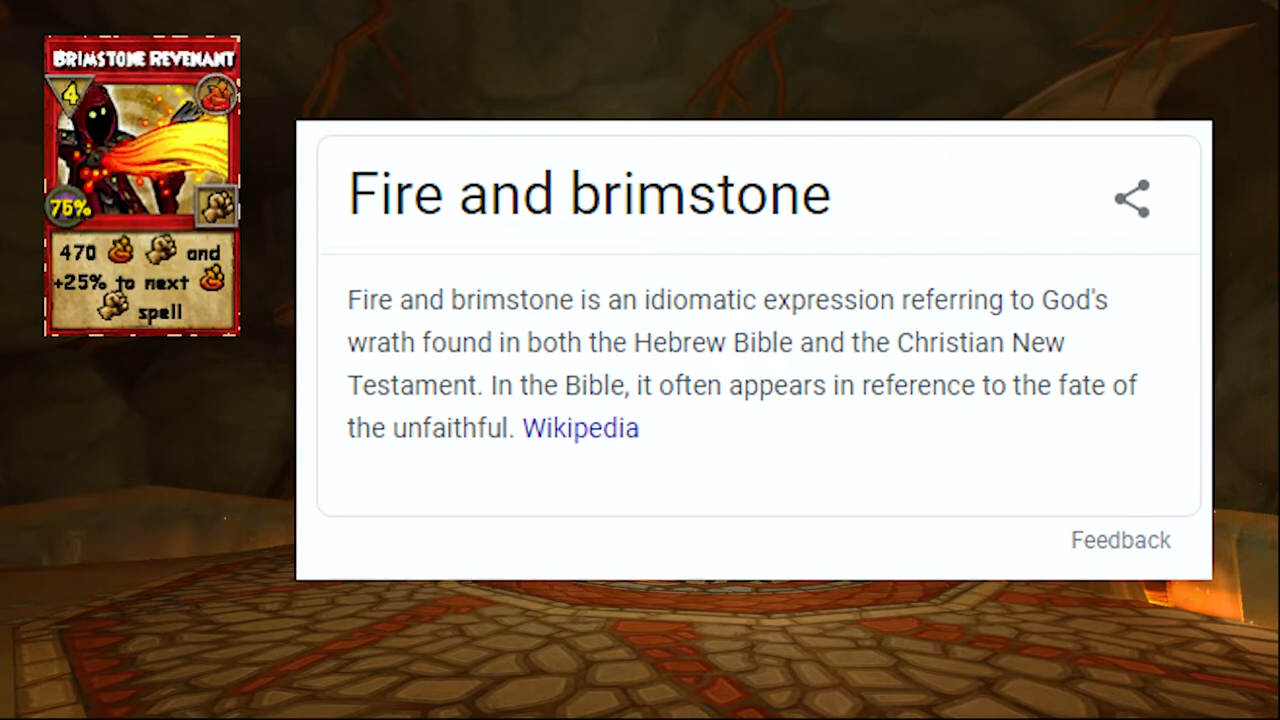 BRIMSTONE REVENANT
4
75%
470 and
+25% to next
spell
Fire and brimstone
Fire and brimstone is an idiomatic expression referring to God's
wrath found in both the Hebrew Bible and the Christian New
Testament. In the Bible, it often appears in reference to the fate of
the unfaithful. Wikipedia
Feedback